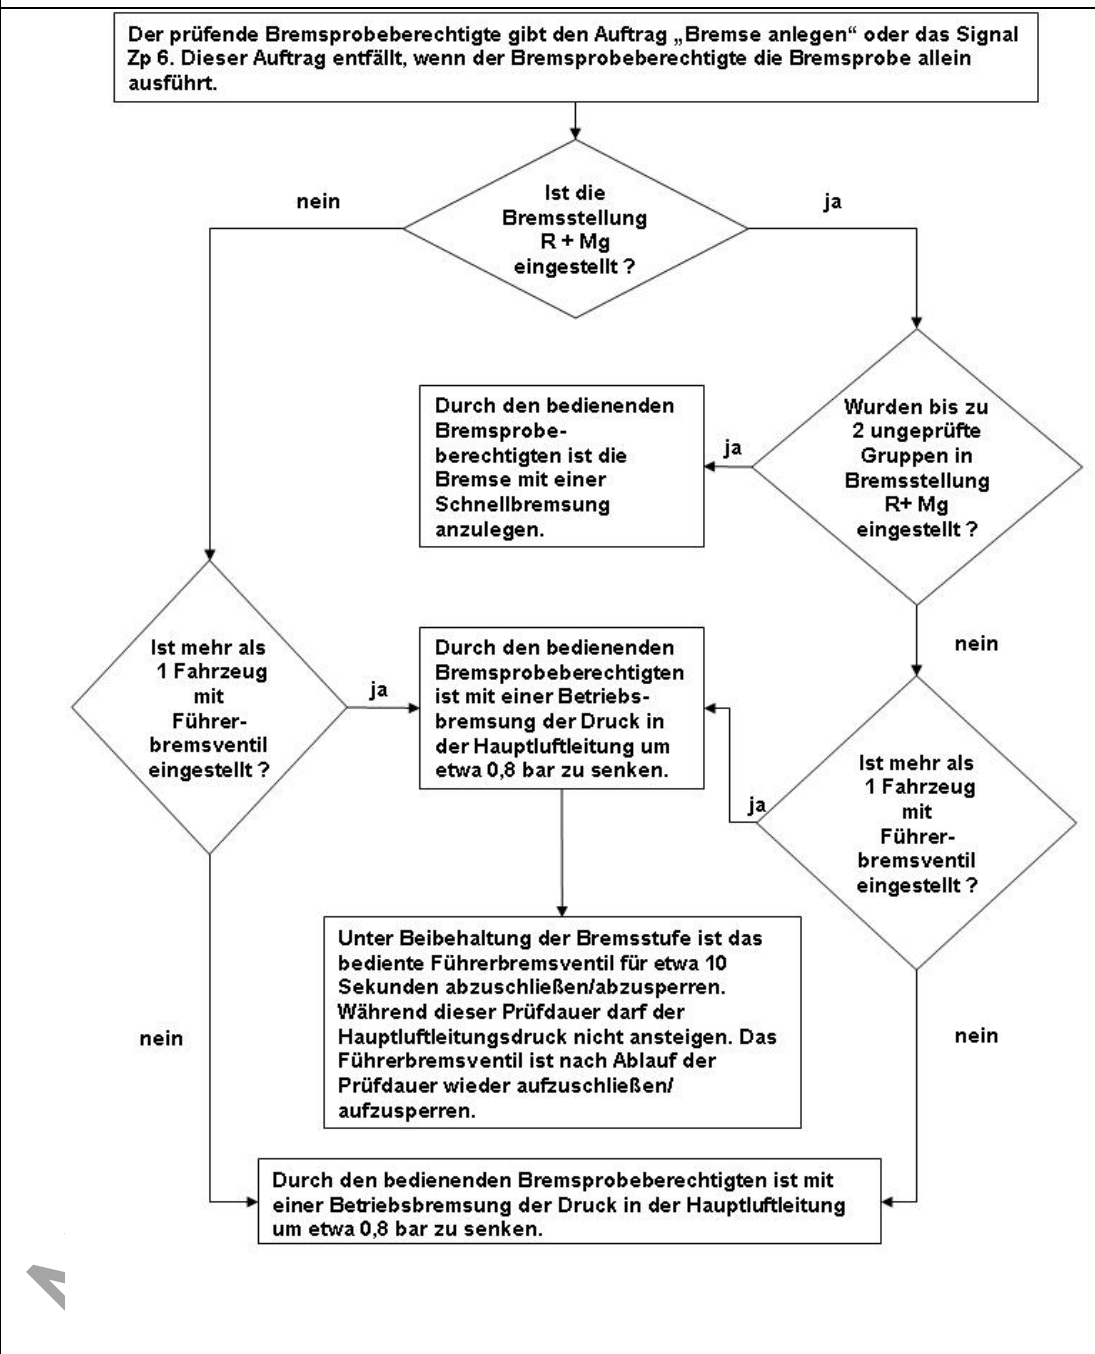 Der prüfende Bremsprobeberechtigte gibt den Auftrag „Bremse anlegen“ oder das Signal
Zp 6. Dieser Auftrag entfällt, wenn der Bremsprobeberechtigte die Bremsprobe allein
ausführt.
nein
ja
Ist die
Bremsstellung
R + Mg
eingestellt ?
Wurden bis zu
2 ungeprüfte
Gruppen in
Bremsstellung
R+ Mg
eingestellt ?
ja
Durch den bedienenden
Bremsprobe-
berechtigten ist die
Bremse mit einer
Schnellbremsung
anzulegen.
nein
Ist mehr als
1 Fahrzeug
mit
Führer-
bremsventil
eingestellt ?
ja
Durch den bedienenden
Bremsprobeberechtigten
ist mit einer Betriebs-
bremsung der Druck in
der Hauptluftleitung um
etwa 0,8 bar zu senken.
ja
Ist mehr als
1 Fahrzeug
mit
Führer-
bremsventil
eingestellt ?
Unter Beibehaltung der Bremsstufe ist das
bediente Führerbremsventil für etwa 10
Sekunden abzuschließen/abzusperren.
Während dieser Prüfdauer darf der
Hauptluftleitungsdruck nicht ansteigen. Das
Führerbremsventil ist nach Ablauf der
Prüfdauer wieder aufzuschließen/
aufzusperren.
nein
nein
Durch den bedienenden Bremsprobeberechtigten ist mit
einer Betriebsbremsung der Druck in der Hauptluftleitung
um etwa 0,8 bar zu senken.